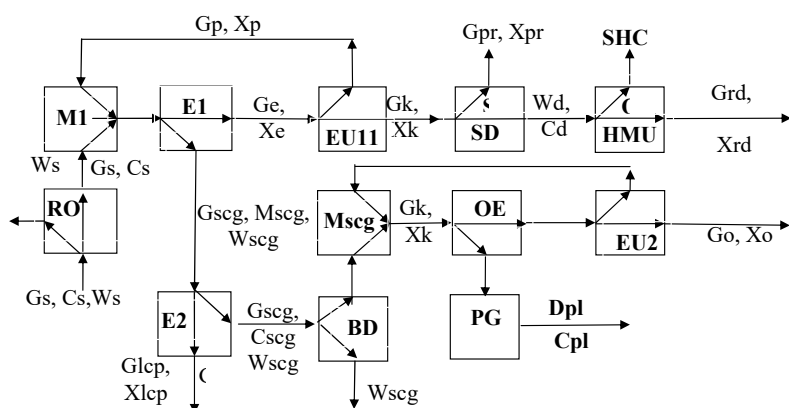 Gp, Xp
Gpr, Xpr
SHC
M1
E1
Ge,
Xe
EU11
Gk,
Xk
SD
Wd,
Cd
HMU
Grd,
Xrd
Ws
Gs, Cs
RO
Gs, Cs,Ws
Gscg, Mscg,
Wscg
Mscg
Gk,
Xk
OE
EU2
Go, Xo
E2
Gscg,
Cscg
Wscg
BD
PG
Dpl
Cpl
Glcp,
Xlcp
Wscg